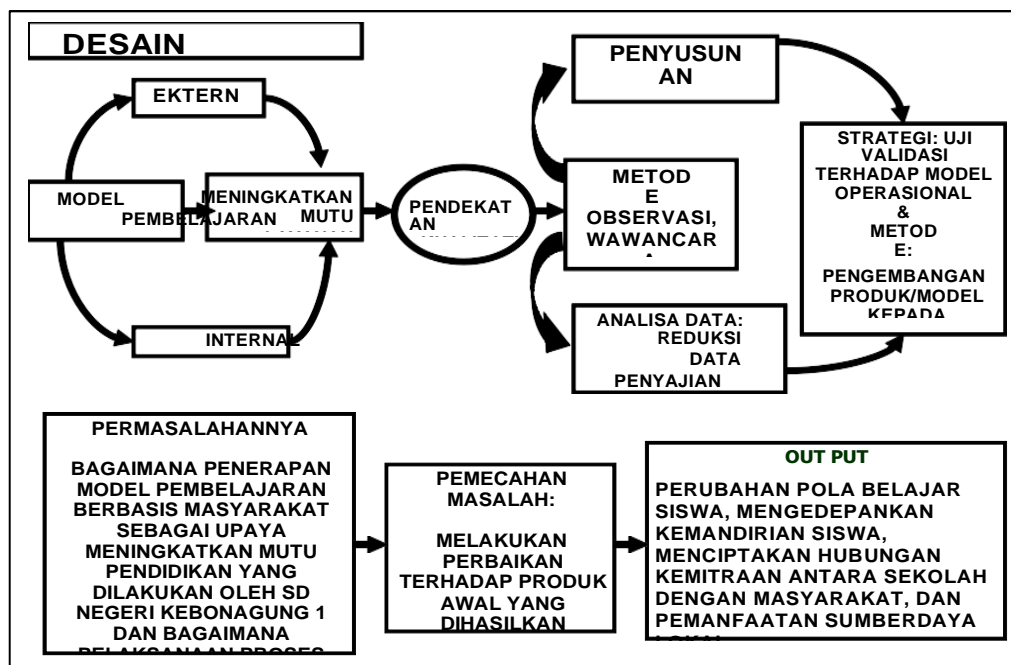 DESAIN
EKTERN
MODEL
PEMBELAJARAN
MENINGKATKAN
MUTU
INTERNAL
PENDEKAT
AN
PENYUSUN
AN
METOD
E
OBSERVASI,
WAWANCAR
ANALISA DATA:
REDUKSI
DATA
PENYAJIAN
STRATEGI: UJI
VALIDASI
TERHADAP MODEL
OPERASIONAL
&
METOD
E:
PENGEMBANGAN
PRODUK/MODEL
KEPADA
PERMASALAHANNYA
BAGAIMANA PENERAPAN
MODEL PEMBELAJARAN
BERBASIS MASYARAKAT
SEBAGAI UPAYA
MENINGKATKAN MUTU
PENDIDIKAN YANG
DILAKUKAN OLEH SD
NEGERI KEBONAGUNG 1
DAN BAGAIMANA
PELAKSANAAN PROSES
PEMECAHAN
MASALAH:
MELAKUKAN
PERBAIKAN
TERHADAP PRODUK
AWAL YANG
DIHASILKAN
OUT PUT
PERUBAHAN POLA BELAJAR
SISWA, MENGEDEPANKAN
KEMANDIRIAN SISWA,
MENCIPTAKAN HUBUNGAN
KEMITRAAN ANTARA SEKOLAH
DENGAN MASYARAKAT, DAN
PEMANFAATAN SUMBERDAYA